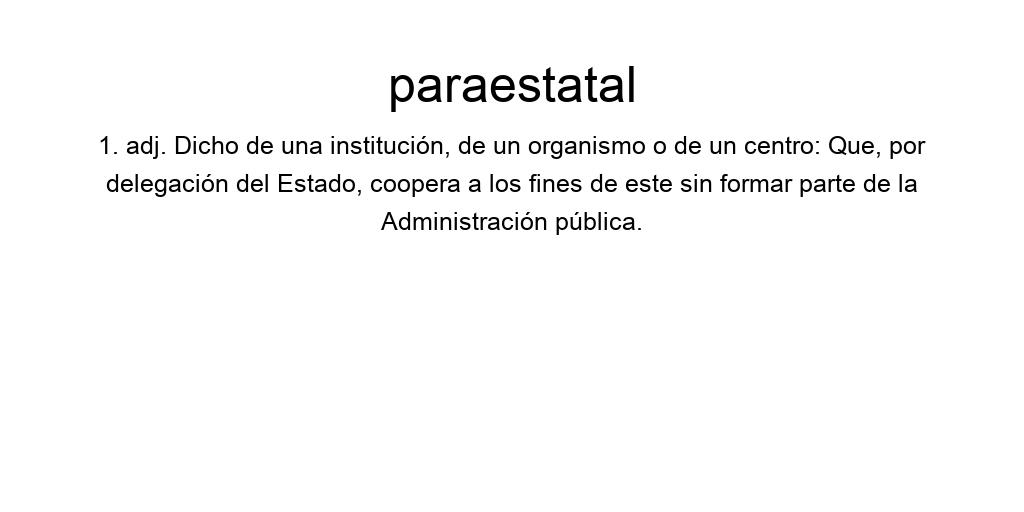 paraestatal
1. adj. Dicho de una institución, de un organismo o de un centro: Que, por
delegación del Estado, coopera a los fines de este sin formar parte de la
Administración pública.